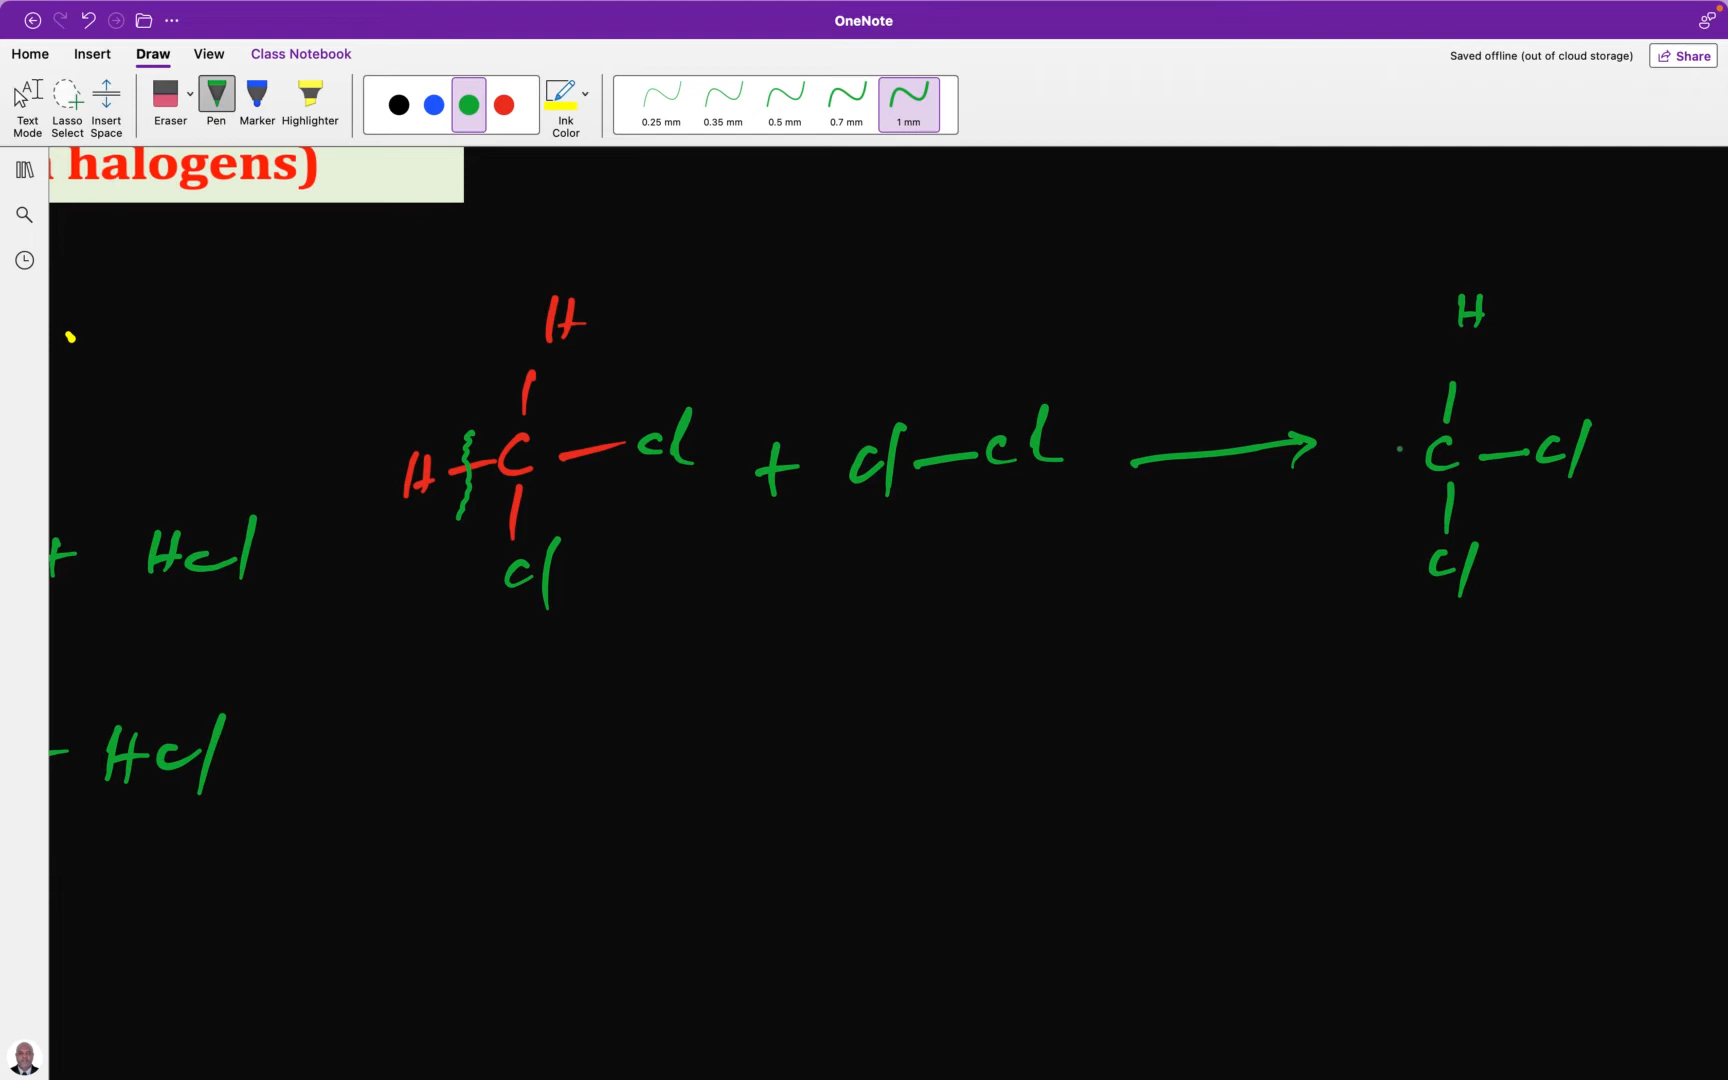 OneNote
Home Insert Draw View Class Notebook
Saved offline (out of cloud storage) Share
Text Mode Lasso Select Insert Space Eraser Pen Marker Highlighter Ink Color 0.25 mm 0.35 mm 0.5 mm 0.7 mm 1 mm
halogens)
H H
H - C - Cl + Cl - Cl → C - Cl
Cl Cl
+ HCl
- HCl